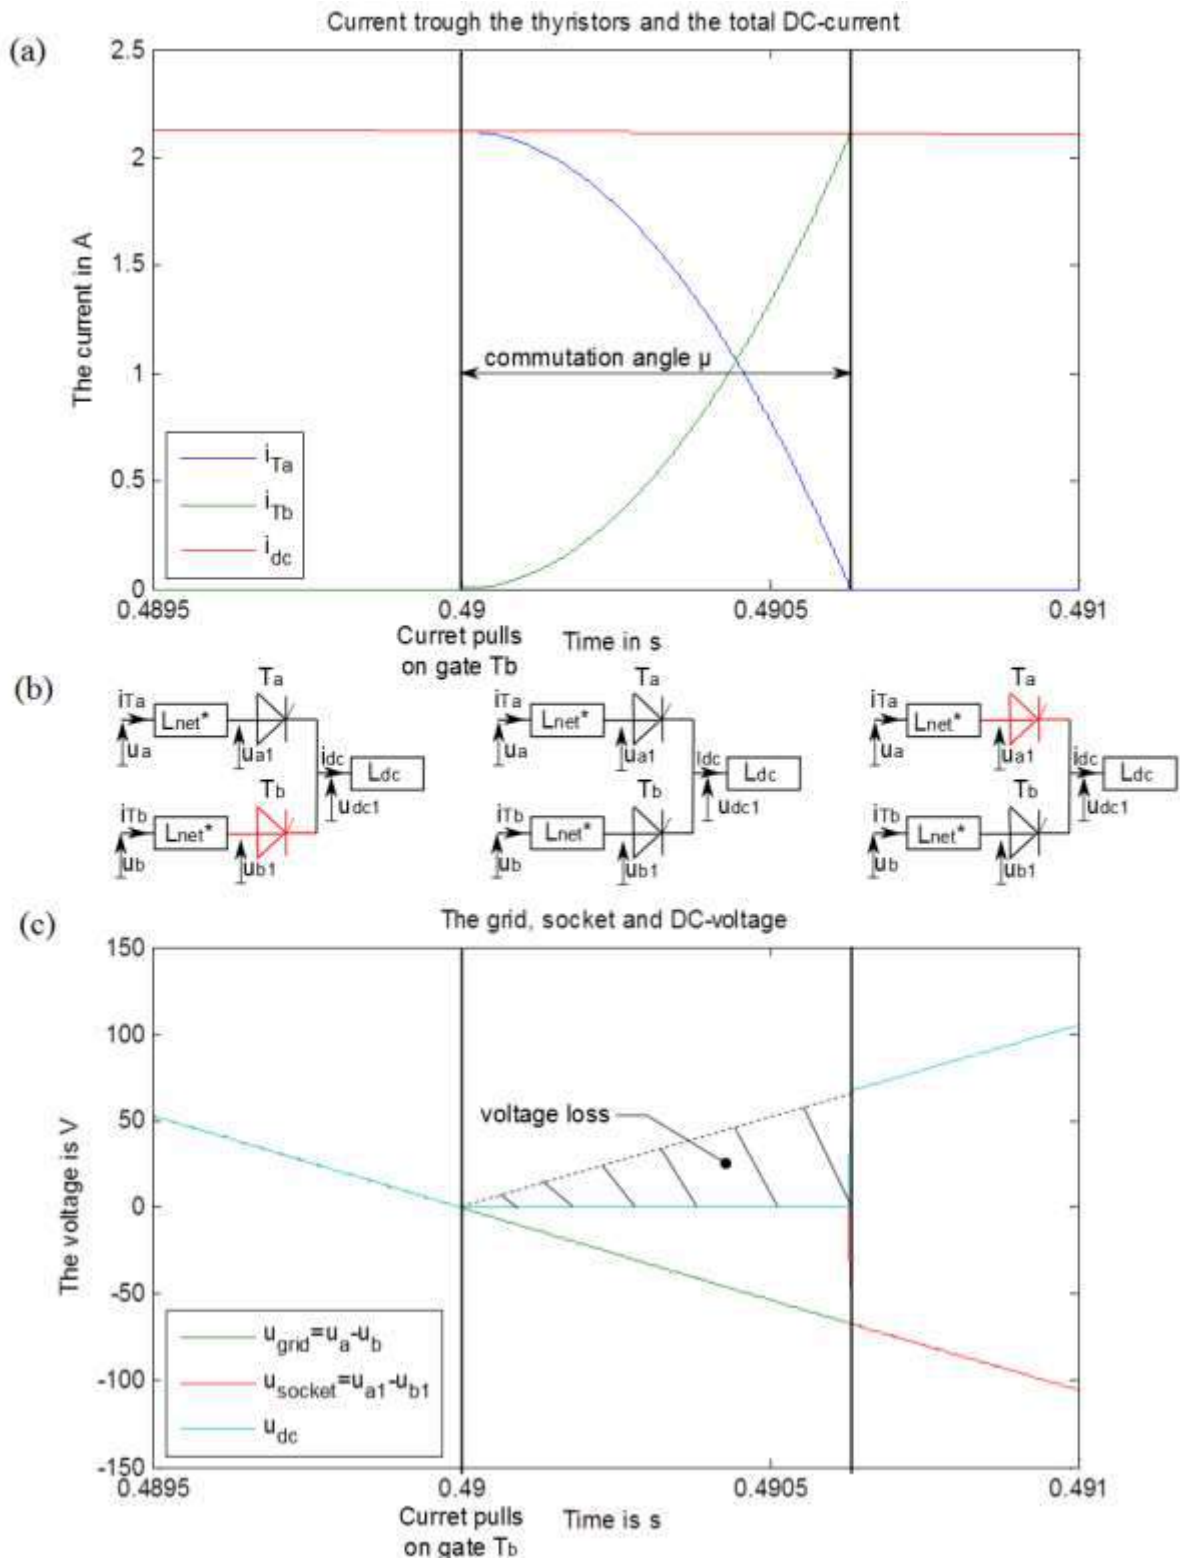 (a)
Current trough the thyristors and the total DC-current
2.5
2
1.5
1
0.5
0
The current in A
commutation angle μ
iTa
iTb
idc
0.4895
0.49
0.4905
0.491
Curret pulls
on gate Tb
Time in s
(b)
Ta
iTa
Lnet*
ua
ua1
idc
Ldc
udc1
Tb
iTb
Lnet*
ub
ub1
Ta
iTa
Lnet*
ua
ua1
idc
Ldc
udc1
Tb
iTb
Lnet*
ub
ub1
Ta
iTa
Lnet*
ua
ua1
idc
Ldc
udc1
Tb
iTb
Lnet*
ub
ub1
(c)
The grid, socket and DC-voltage
150
100
50
0
-50
-100
-150
The voltage is V
voltage loss
ugrid=ua-ub
usocket=ua1-ub1
udc
0.4895
0.49
0.4905
0.491
Curret pulls
on gate Tb
Time is s